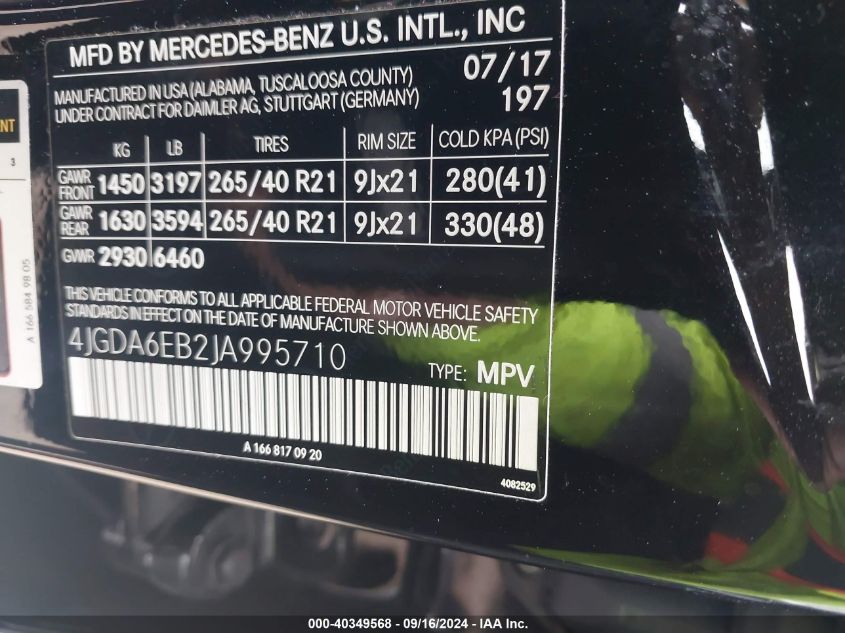 MFD BY MERCEDES-BENZ U.S. INTL., INC
MANUFACTURED IN USA (ALABAMA, TUSCALOOSA COUNTY) 07/17
UNDER CONTRACT FOR DAIMLER AG, STUTTGART (GERMANY) 197
KG LB TIRES RIM SIZE COLD KPA (PSI)
GAWR FRONT 1450 3197 265/40 R21 9Jx21 280(41)
GAWR REAR 1630 3594 265/40 R21 9Jx21 330(48)
GVWR 2930 6460
THIS VEHICLE CONFORMS TO ALL APPLICABLE FEDERAL MOTOR VEHICLE SAFETY
STANDARDS IN EFFECT ON THE DATE OF MANUFACTURE SHOWN ABOVE.
4JGDA6EB2JA995710
TYPE: MPV
A 166 817 09 20
4082529
3
A 166 584 98 05
000-40349568 - 09/16/2024 - IAA Inc.